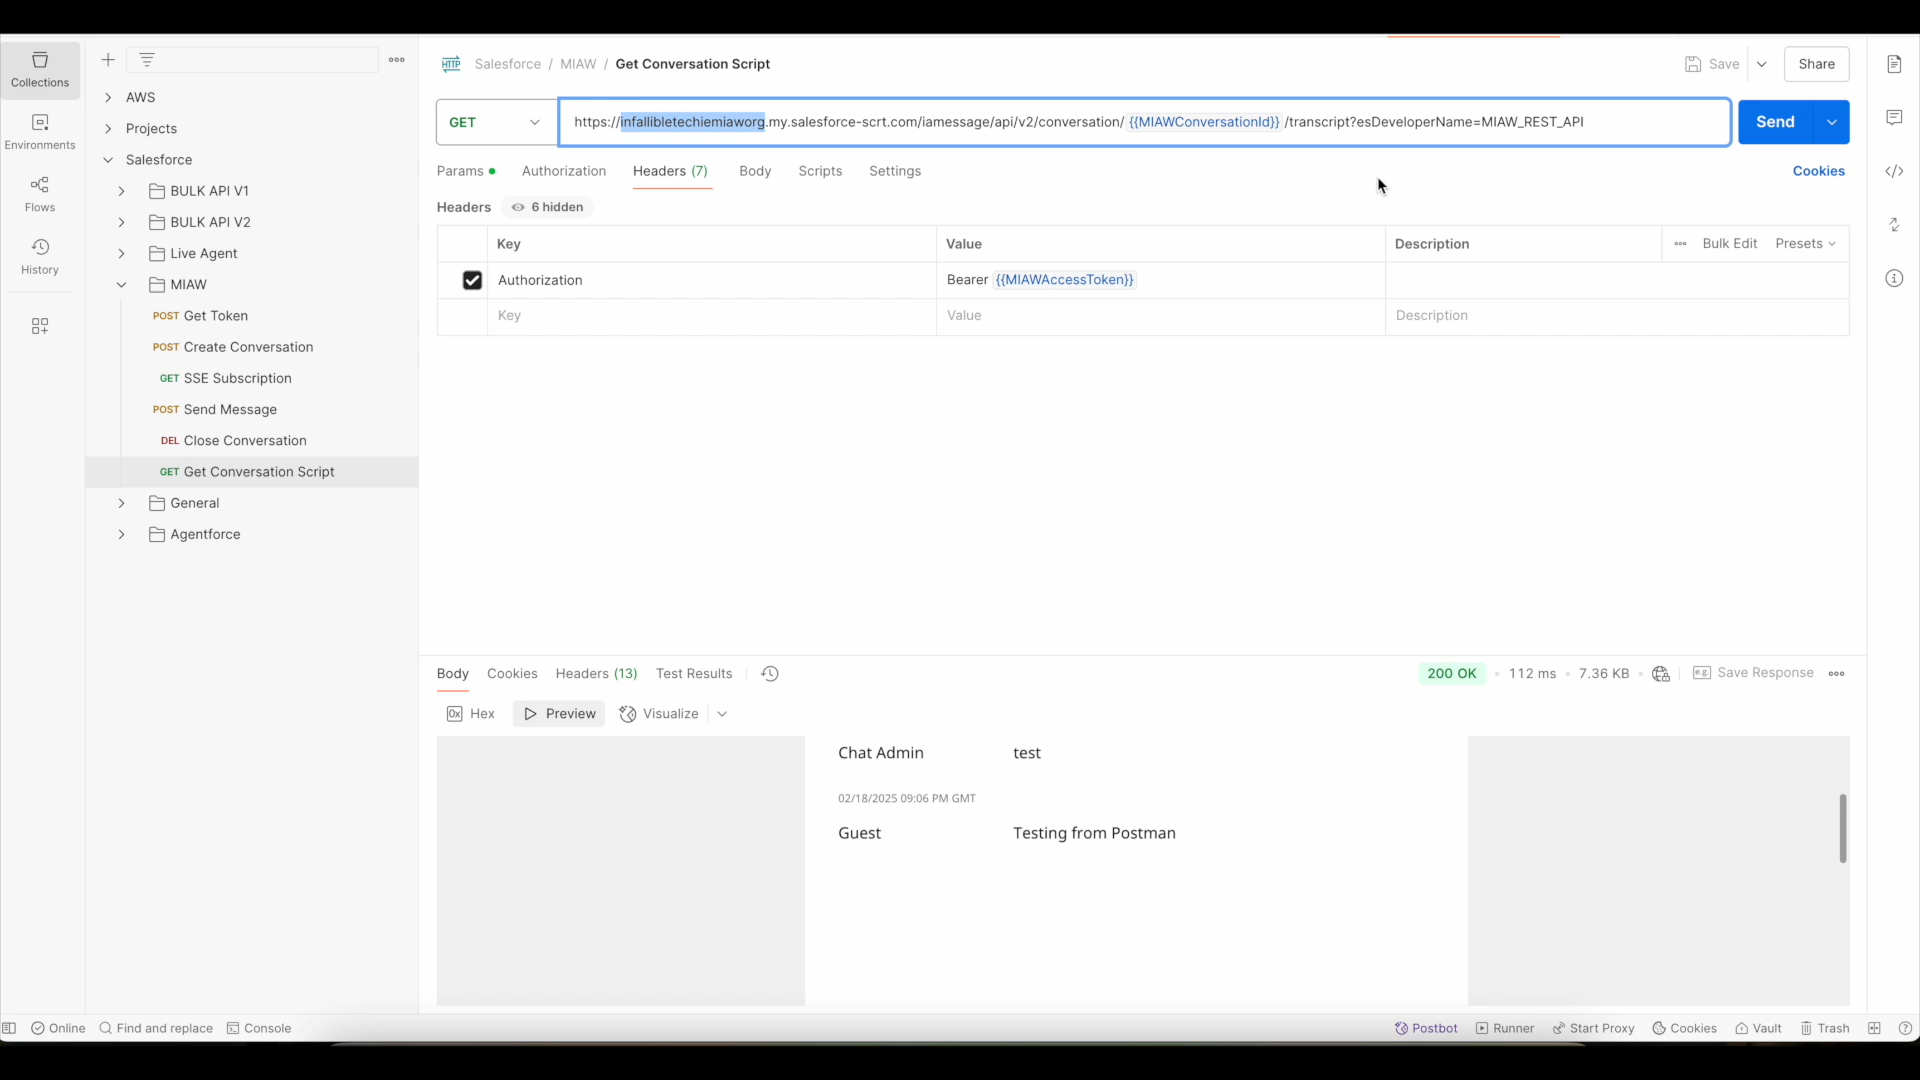 Collections
Environments
Flows
History
AWS
Projects
Salesforce
BULK API V1
BULK API V2
Live Agent
MIAW
POST Get Token
POST Create Conversation
GET SSE Subscription
POST Send Message
DEL Close Conversation
GET Get Conversation Script
General
Agentforce
HTTP Salesforce / MIAW / Get Conversation Script
Save
Share
GET
https://infallibletechiemiaworg.my.salesforce-scrt.com/iamessage/api/v2/conversation/ {{MIAWConversationId}} /transcript?esDeveloperName=MIAW_REST_API
Send
Params Authorization Headers (7) Body Scripts Settings Cookies
Headers 6 hidden
Key Value Description Bulk Edit Presets
Authorization Bearer {{MIAWAccessToken}}
Key Value Description
Body Cookies Headers (13) Test Results 200 OK • 112 ms • 7.36 KB • e.g. Save Response
0x Hex Preview Visualize
Chat Admin test
02/18/2025 09:06 PM GMT
Guest Testing from Postman
Online Find and replace Console Postbot Runner Start Proxy Cookies Vault Trash